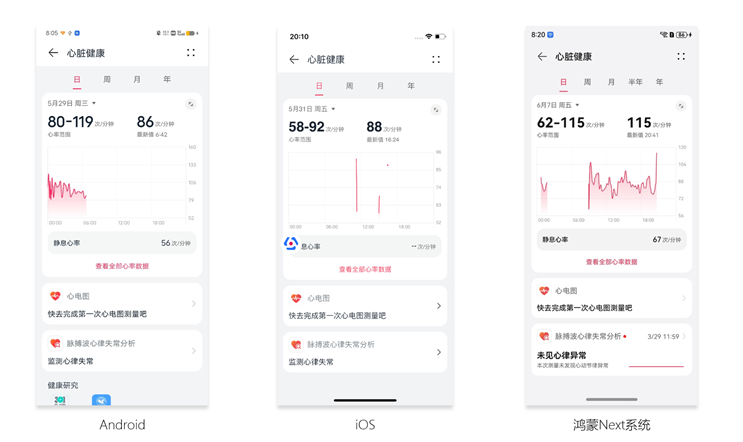 8:05
心脏健康
日 周 月 年
5月29日 周三
80-119 次/分钟 86 次/分钟
心率范围 最新值 6:42
140
133
106
79
52
00:00 06:00 12:00 18:00
静息心率 56 次/分钟
查看全部心率数据
心电图
快去完成第一次心电图测量吧
脉搏波心律失常分析
监测心律失常
健康研究
Android
20:10
心脏健康
日 周 月 年
5月31日 周五
58-92 次/分钟 88 次/分钟
心率范围 最新值 16:24
96
85
74
63
52
00:00 06:00 12:00 18:00
息心率 -- 次/分钟
查看全部心率数据
心电图
快去完成第一次心电图测量吧
脉搏波心律失常分析
监测心律失常
iOS
8:20 86
心脏健康
日 周 月 半年 年
6月7日 周五
62-115 次/分钟 115 次/分钟
心率范围 最新值 20:41
120
104
88
72
56
00:00 06:00 12:00 18:00
静息心率 67 次/分钟
查看全部心率数据
心电图
快去完成第一次心电图测量吧
脉搏波心律失常分析 3/29 11:59
未见心律异常
本次测量未发现心动节律异常
鸿蒙Next系统